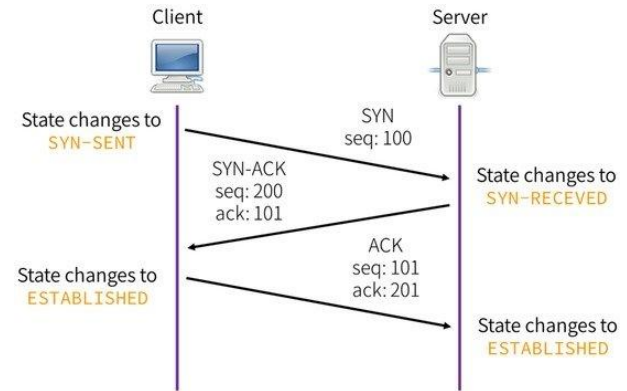 Client
Server
State changes to
SYN-SENT
SYN
seq: 100
SYN-ACK
seq: 200
ack: 101
State changes to
SYN-RECEVED
ACK
seq: 101
ack: 201
State changes to
ESTABLISHED
State changes to
ESTABLISHED